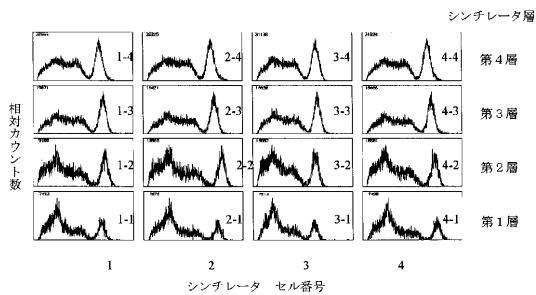 シンチレータ層
1-4 2-4 3-4 4-4 第4層
1-3 2-3 3-3 4-3 第3層
1-2 2-2 3-2 4-2 第2層
1-1 2-1 3-1 4-1 第1層
相対カウント数
1 2 3 4
シンチレータ セル番号